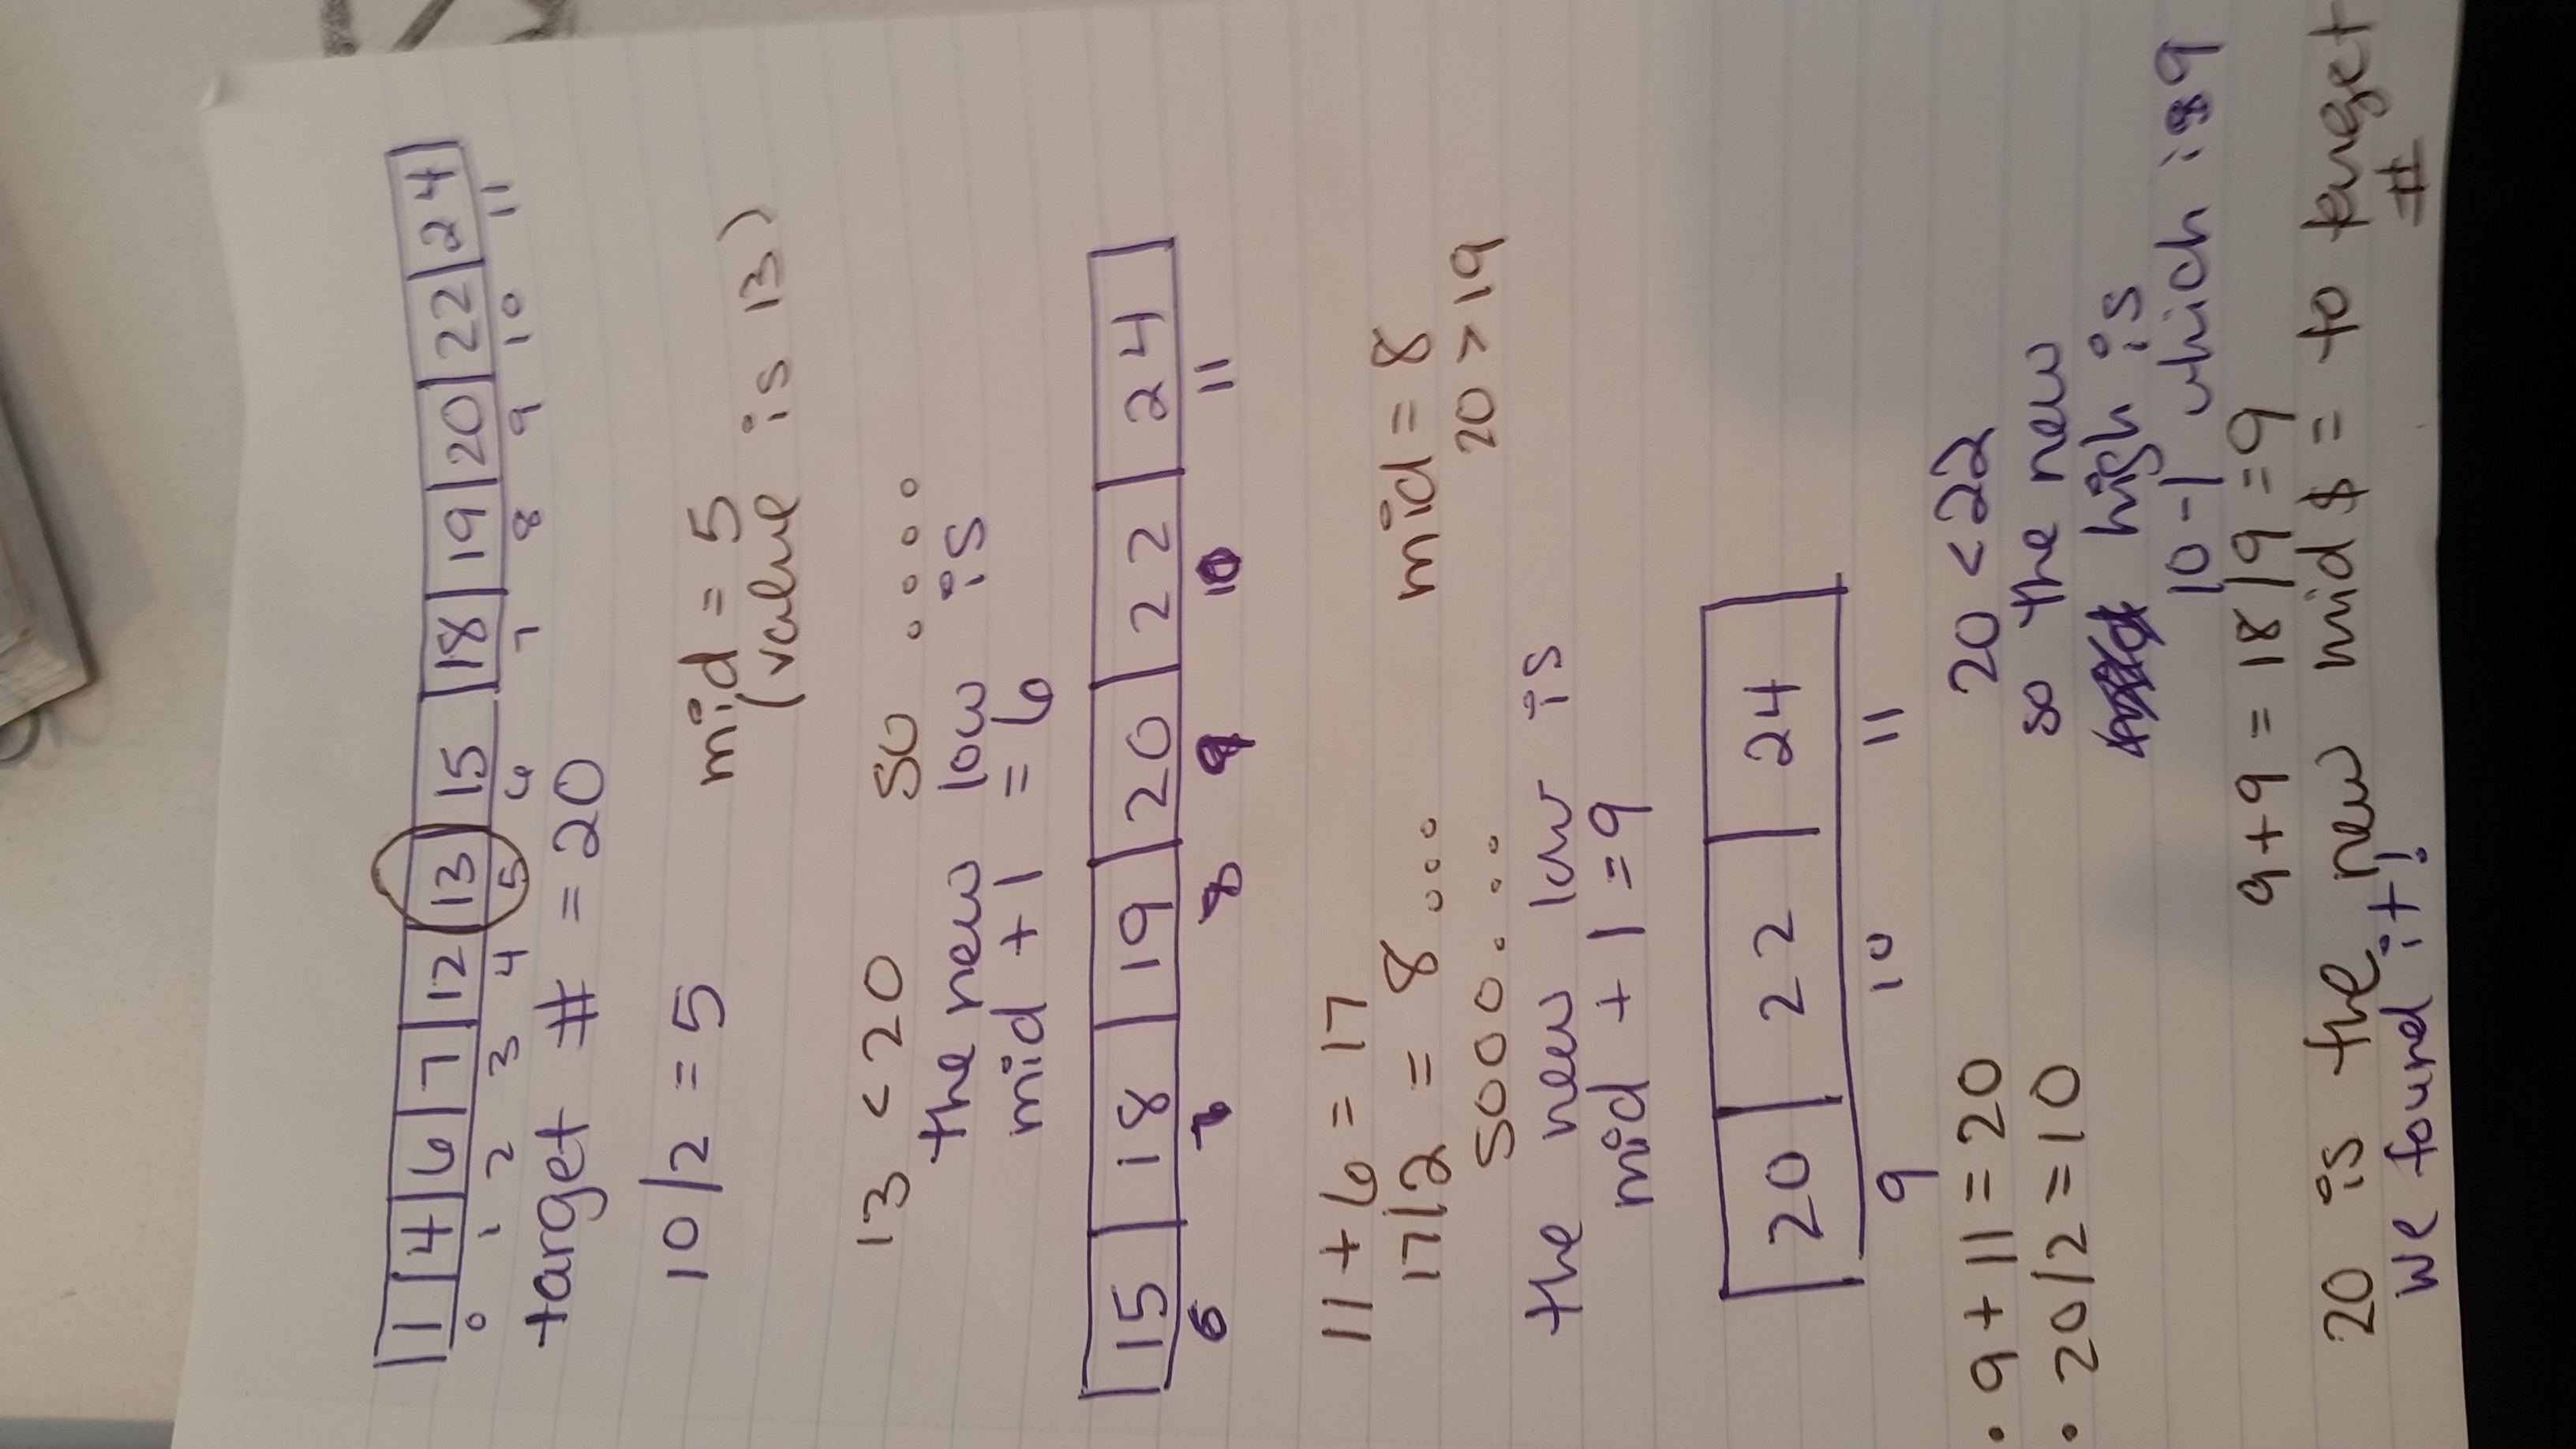 1 4 6 7 12 13 15 18 19 20 22 24
0 1 2 3 4 5 6 7 8 9 10 11
target # = 20
10/2 = 5 mid = 5
(value is 13)
13 < 20 so ....
the new low is
mid + 1 = 6
15 18 19 20 22 24
6 7 8 9 10 11
11 + 6 = 17
17/2 = 8... mid = 8
5000... 20 > 19
the new low is
mid + 1 = 9
20 22 24
9 10 11
• 9 + 11 = 20 20 < 22
• 20/2 = 10 so the new
high is
10 - 1 which is 9
9 + 9 = 18/9 = 9
20 is the new mid $ = to target
#
we found it!